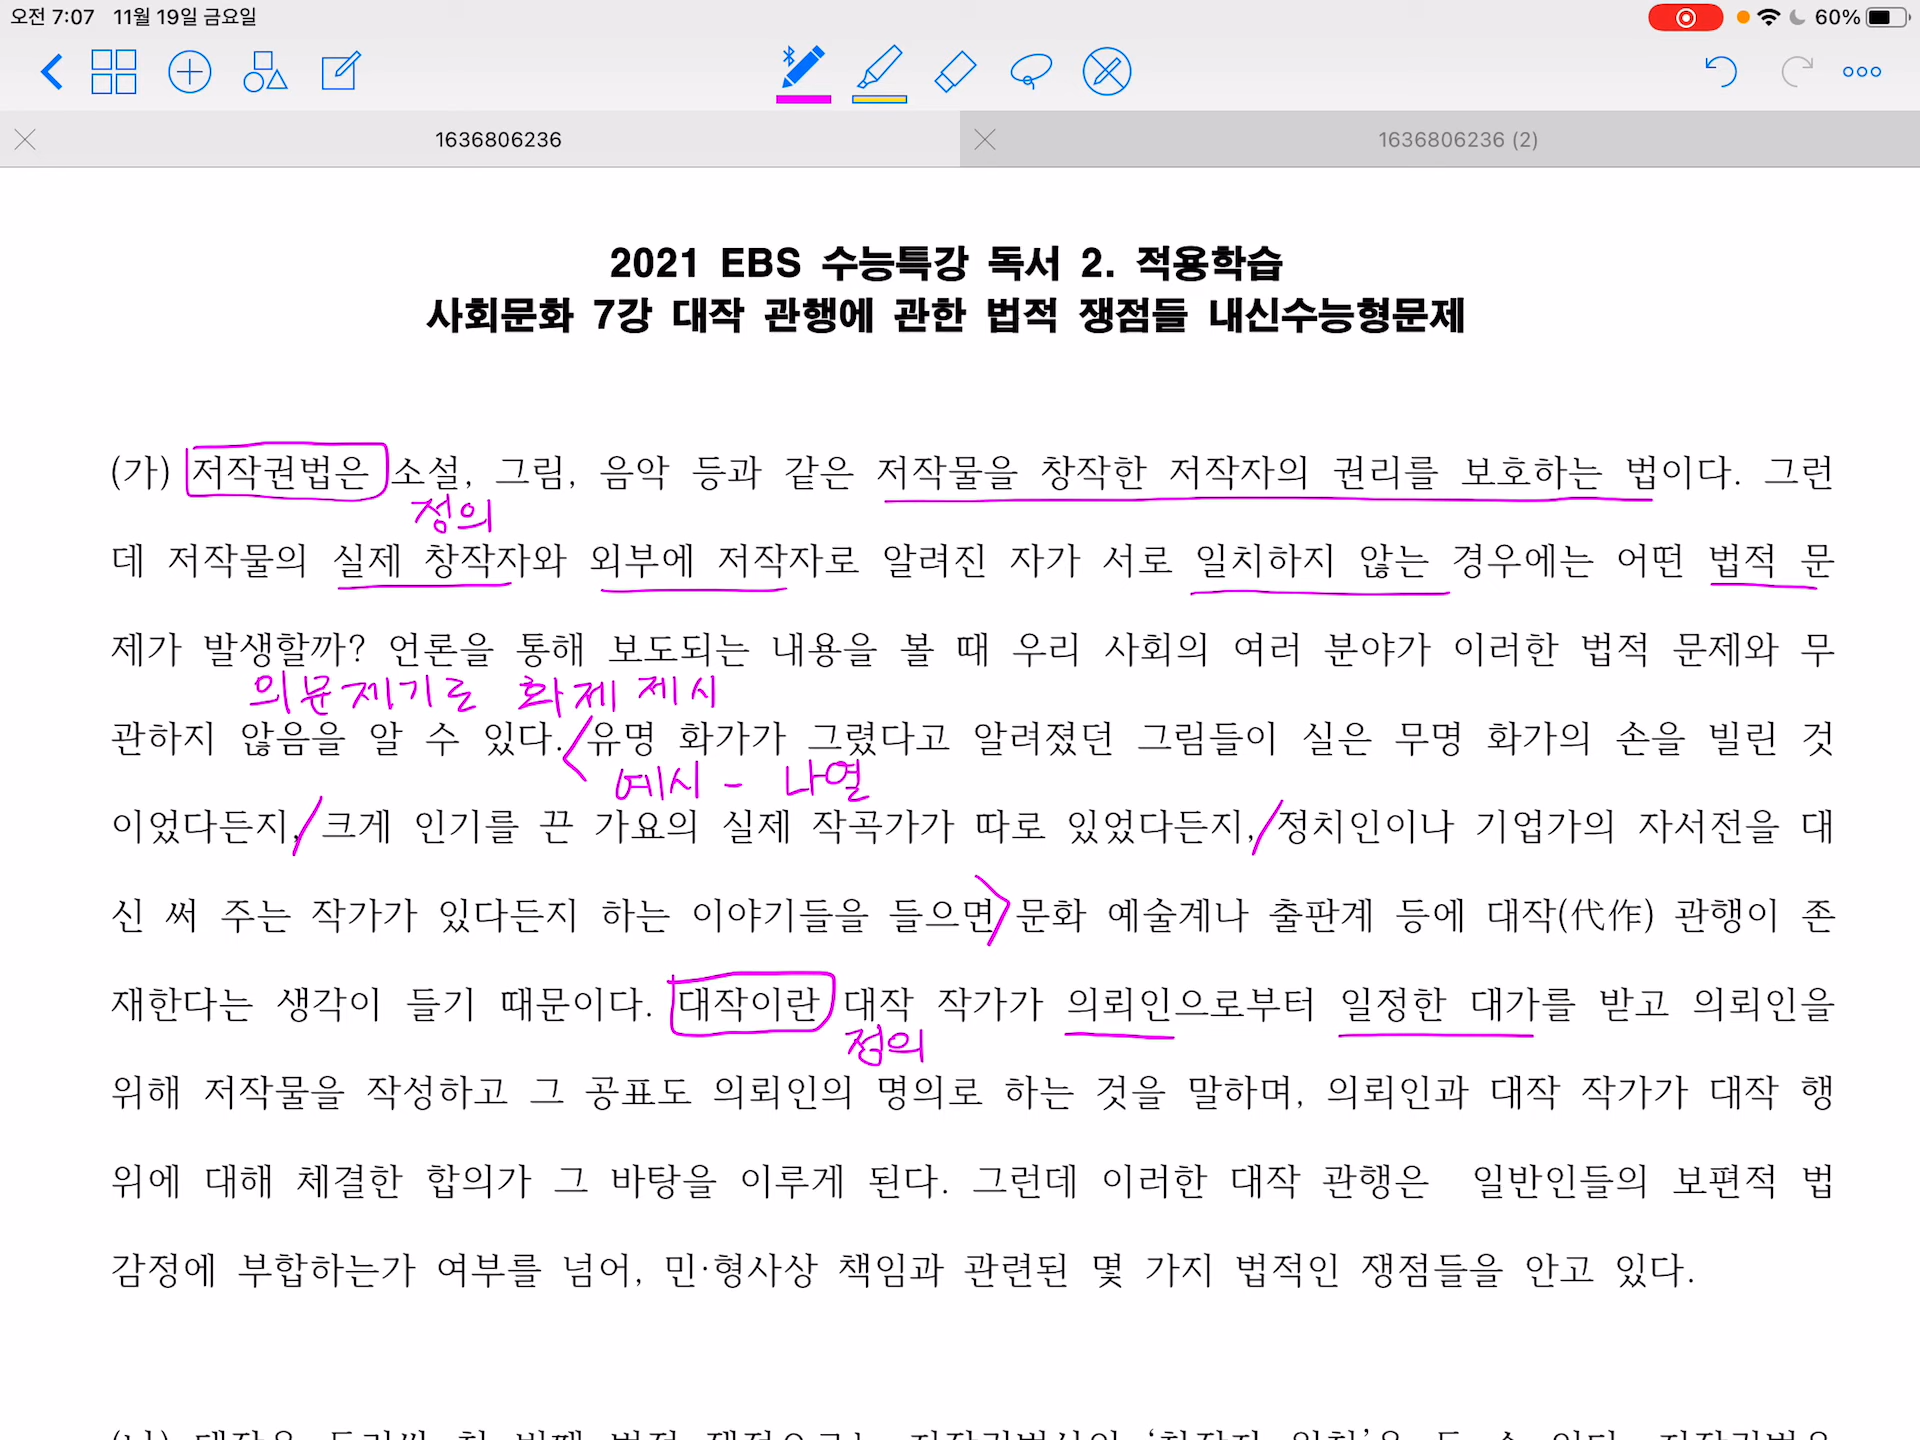 오전 7:07 11월 19일 금요일 60%
1636806236 1636806236 (2)
2021 EBS 수능특강 독서 2. 적용학습
사회문화 7강 대작 관행에 관한 법적 쟁점들 내신수능형문제
(가) 저작권법은 소설, 그림, 음악 등과 같은 저작물을 창작한 저작자의 권리를 보호하는 법이다. 그런
정의
데 저작물의 실제 창작자와 외부에 저작자로 알려진 자가 서로 일치하지 않는 경우에는 어떤 법적 문
제가 발생할까? 언론을 통해 보도되는 내용을 볼 때 우리 사회의 여러 분야가 이러한 법적 문제와 무
의문제기로 화제 제시
관하지 않음을 알 수 있다. 유명 화가가 그렸다고 알려졌던 그림들이 실은 무명 화가의 손을 빌린 것
예시 - 나열
이었다든지, 크게 인기를 끈 가요의 실제 작곡가가 따로 있었다든지, 정치인이나 기업가의 자서전을 대
신 써 주는 작가가 있다든지 하는 이야기들을 들으면 문화 예술계나 출판계 등에 대작(代作) 관행이 존
재한다는 생각이 들기 때문이다. 대작이란 대작 작가가 의뢰인으로부터 일정한 대가를 받고 의뢰인을
정의
위해 저작물을 작성하고 그 공표도 의뢰인의 명의로 하는 것을 말하며, 의뢰인과 대작 작가가 대작 행
위에 대해 체결한 합의가 그 바탕을 이루게 된다. 그런데 이러한 대작 관행은 일반인들의 보편적 법
감정에 부합하는가 여부를 넘어, 민·형사상 책임과 관련된 몇 가지 법적인 쟁점들을 안고 있다.